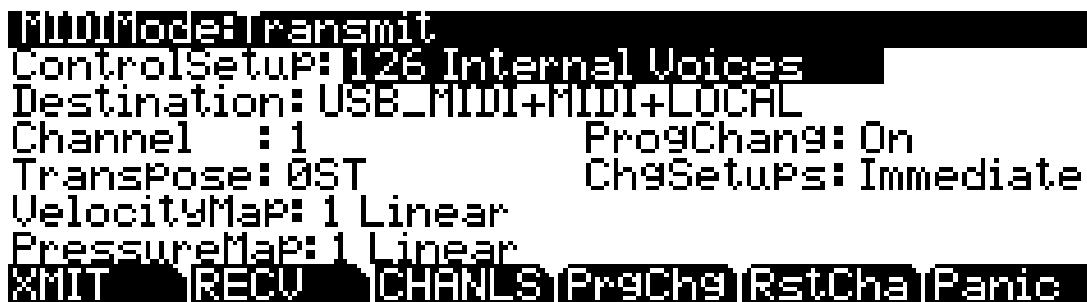 MIDIMode:Transmit
ControlSetup:126 Internal Voices
Destination:USB_MIDI+MIDI+LOCAL
Channel   :1 ProgChang:On
Transpose:0ST ChgSetups:Immediate
VelocityMap:1 Linear
PressureMap:1 Linear
XMIT RECV CHANLS PrgChg RstCha Panic